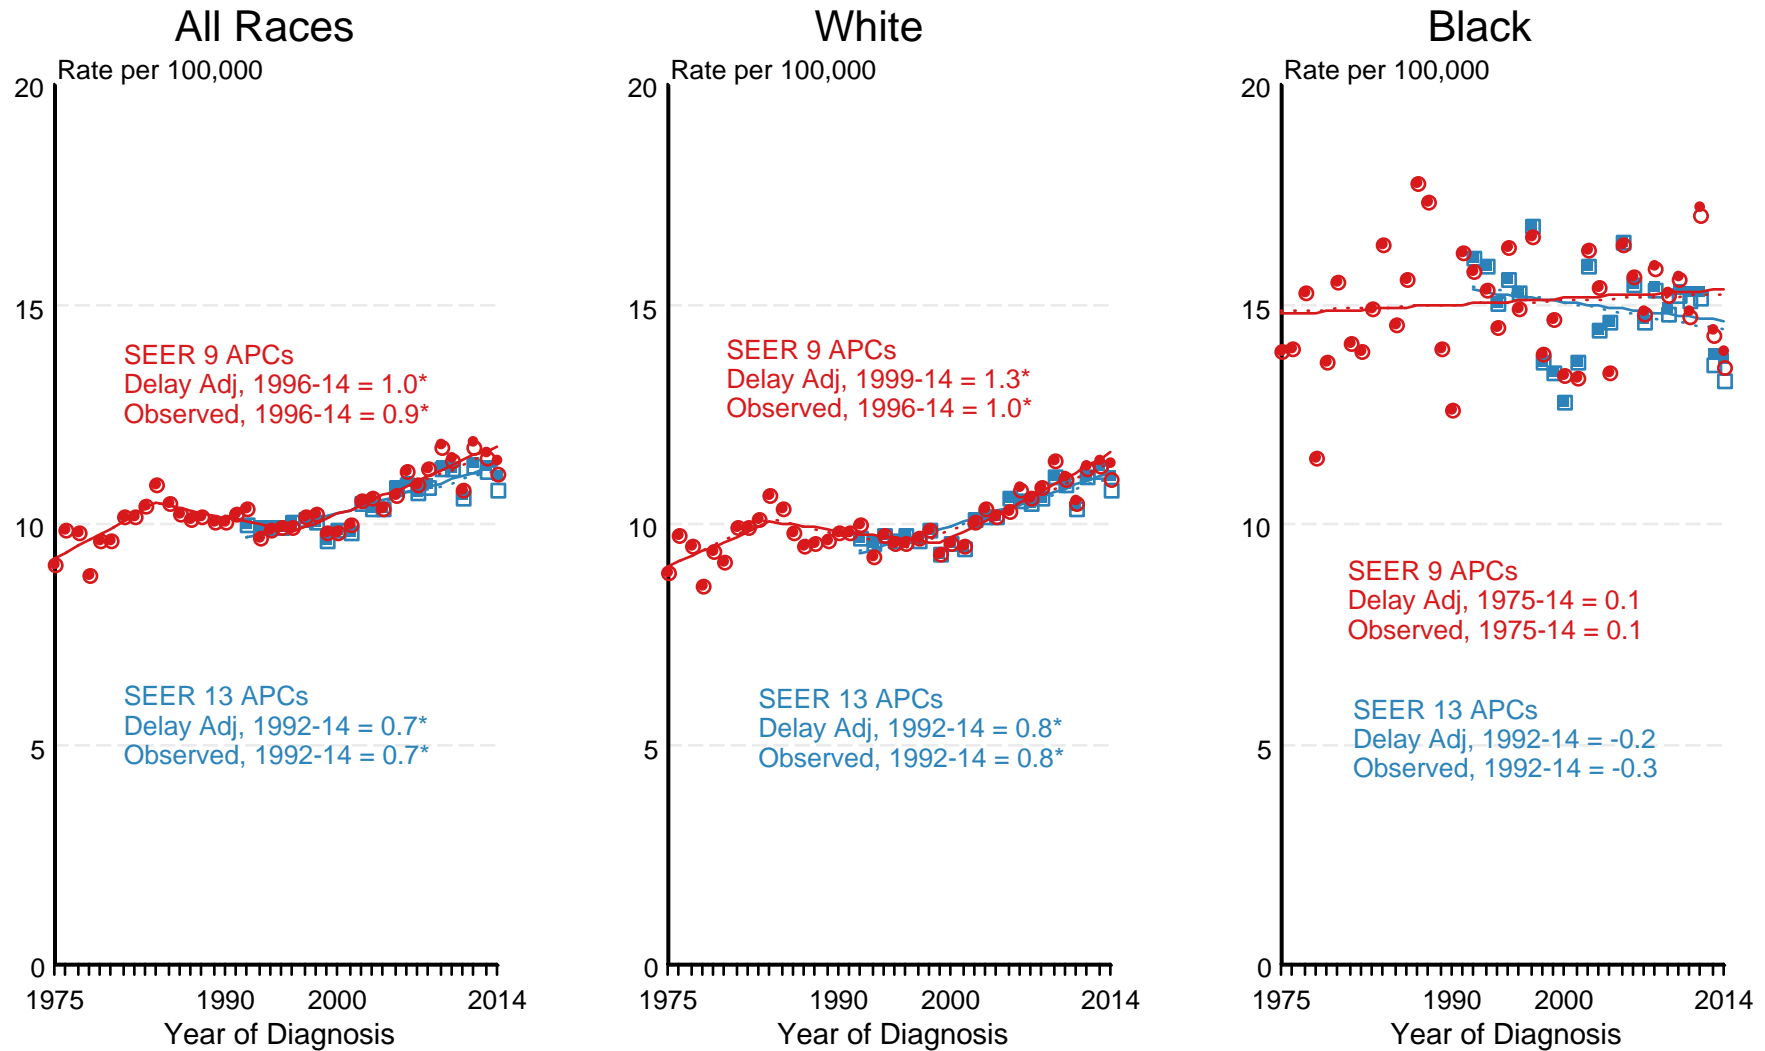 All Races
Rate per 100,000
20
15
10
5
0
SEER 9 APCs
Delay Adj, 1996-14 = 1.0*
Observed, 1996-14 = 0.9*
SEER 13 APCs
Delay Adj, 1992-14 = 0.7*
Observed, 1992-14 = 0.7*
1975 1990 2000 2014
Year of Diagnosis
White
Rate per 100,000
20
15
10
5
0
SEER 9 APCs
Delay Adj, 1999-14 = 1.3*
Observed, 1996-14 = 1.0*
SEER 13 APCs
Delay Adj, 1992-14 = 0.8*
Observed, 1992-14 = 0.8*
1975 1990 2000 2014
Year of Diagnosis
Black
Rate per 100,000
20
15
10
5
0
SEER 9 APCs
Delay Adj, 1975-14 = 0.1
Observed, 1975-14 = 0.1
SEER 13 APCs
Delay Adj, 1992-14 = -0.2
Observed, 1992-14 = -0.3
1975 1990 2000 2014
Year of Diagnosis